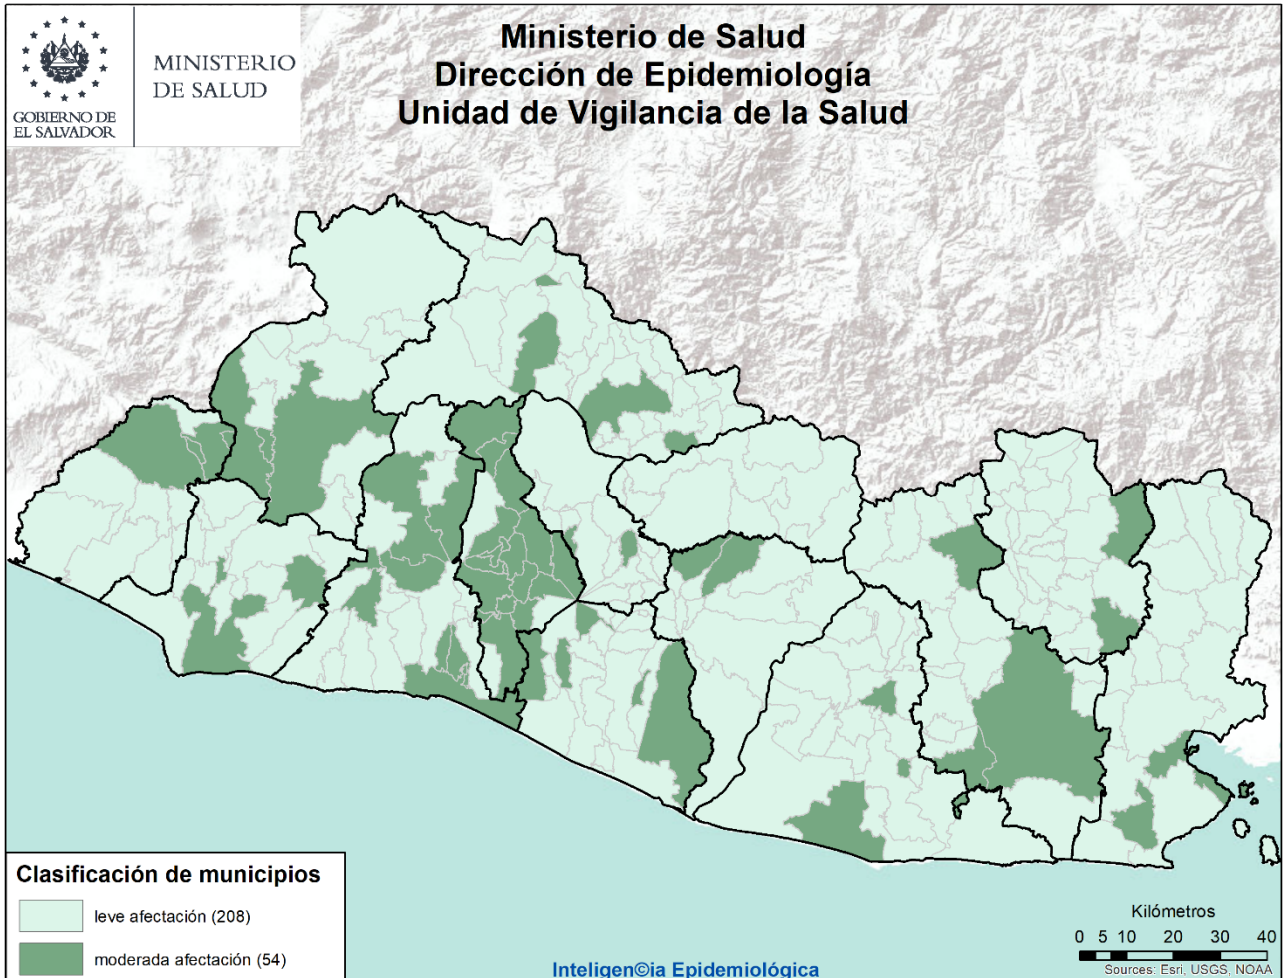 GOBIERNO DE
EL SALVADOR
MINISTERIO
DE SALUD
Ministerio de Salud
Dirección de Epidemiología
Unidad de Vigilancia de la Salud
Clasificación de municipios
leve afectación (208)
moderada afectación (54)
Inteligen©ia Epidemiológica
Kilómetros
0 5 10 20 30 40
Sources: Esri, USGS, NOAA